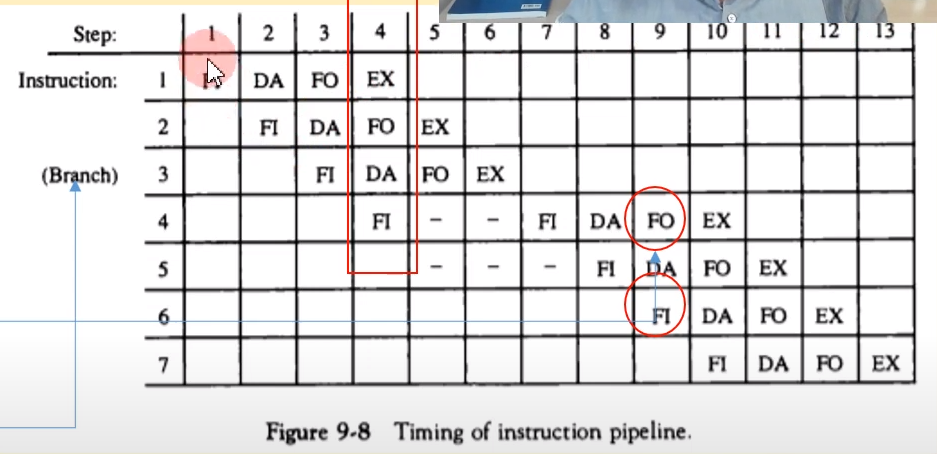 Step: 1 2 3 4 5 6 7 8 9 10 11 12 13
Instruction: 1 DA FO EX
2 FI DA FO EX
(Branch) 3 FI DA FO EX
4 FI – – FI DA FO EX
5 – – – FI DA FO EX
6 FI DA FO EX
7 FI DA FO EX
Figure 9-8 Timing of instruction pipeline.